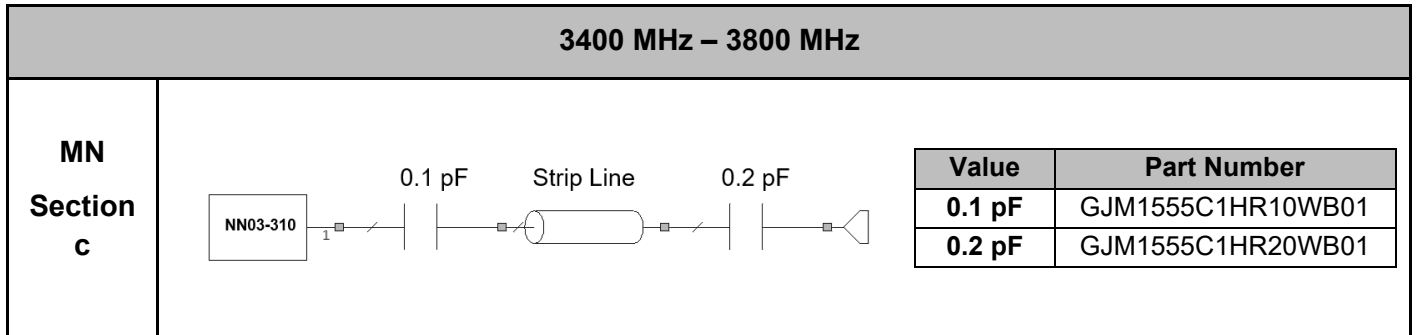 3400 MHz – 3800 MHz
MN
Section
c
0.1 pF Strip Line 0.2 pF
NN03-310
1
Value Part Number
0.1 pF GJM1555C1HR10WB01
0.2 pF GJM1555C1HR20WB01